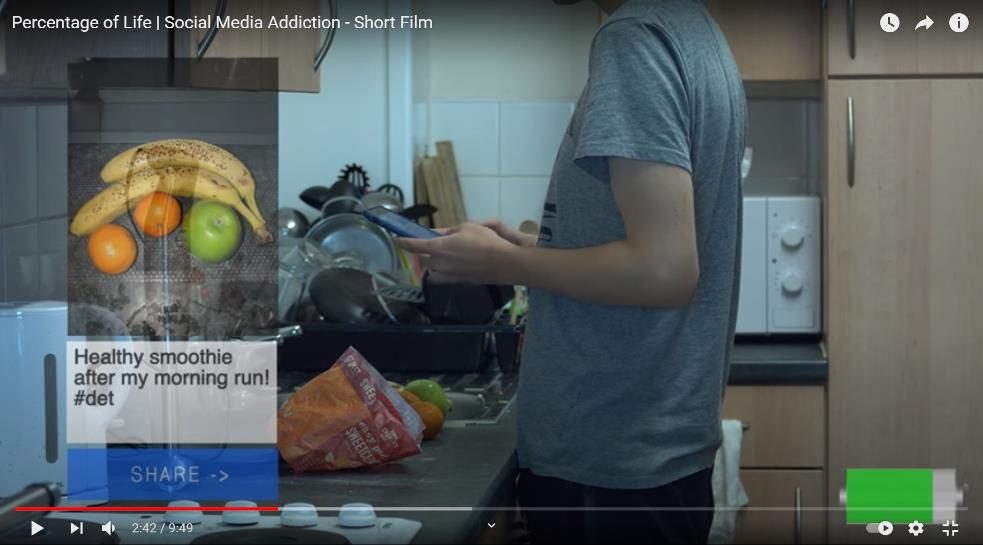 Percentage of Life | Social Media Addiction - Short Film
Healthy smoothie
after my morning run!
#det
SHARE ->
SWEET
2:42 / 9:49